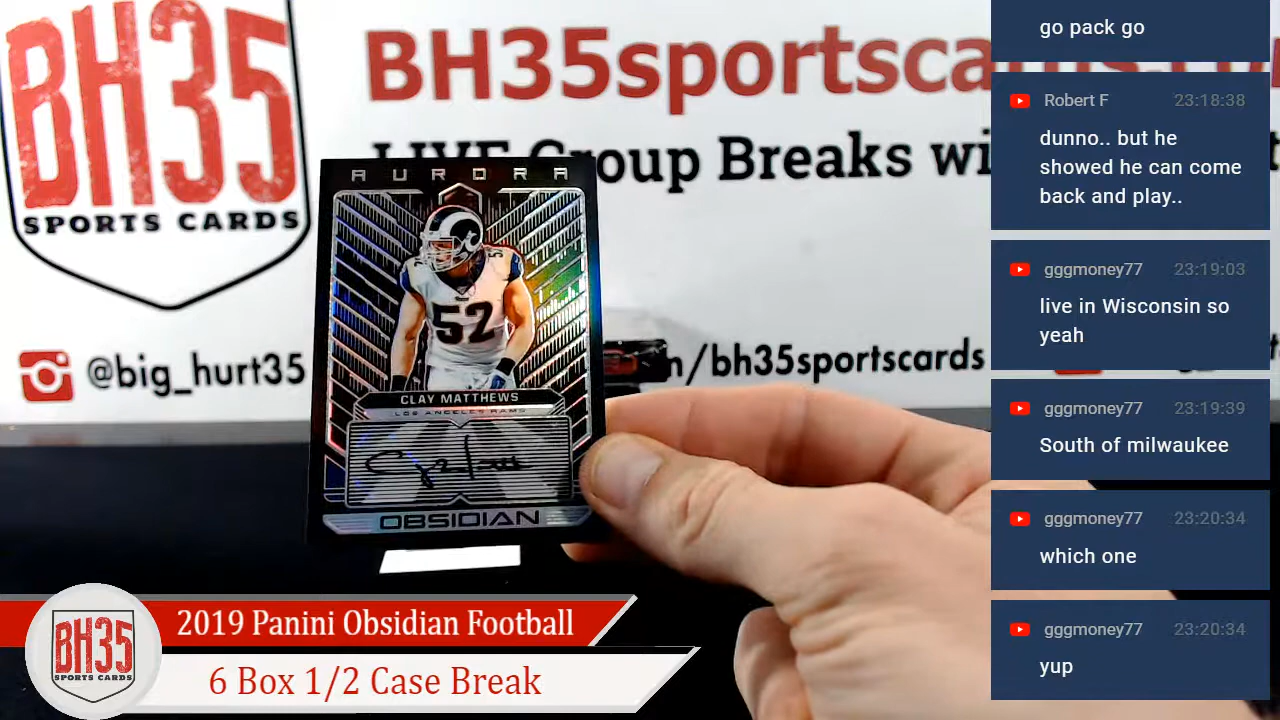 BH35
SPORTS CARDS
BH35sportscards.com
LIVE Group Breaks wi
@big_hurt35
/bh35sportscards
AURORA
52
CLAY MATTHEWS
LOS ANGELES RAMS
OBSIDIAN
BH35
SPORTS CARDS
2019 Panini Obsidian Football
6 Box 1/2 Case Break
go pack go
Robert F 23:18:38
dunno.. but he
showed he can come
back and play..
gggmoney77 23:19:03
live in Wisconsin so
yeah
gggmoney77 23:19:39
South of milwaukee
gggmoney77 23:20:34
which one
gggmoney77 23:20:34
yup